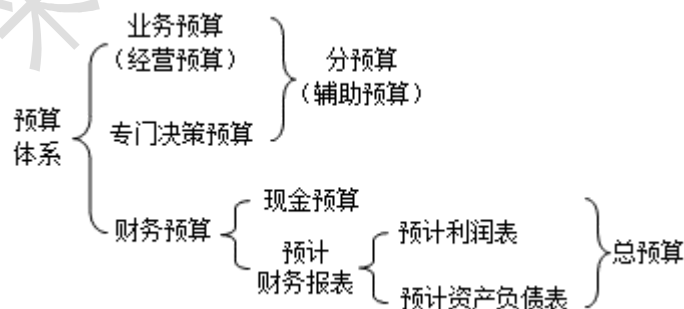 业务预算
（经营预算）
分预算
（辅助预算）
预算
体系
专门决策预算
现金预算
财务预算
预计
财务报表
预计利润表
总预算
预计资产负债表